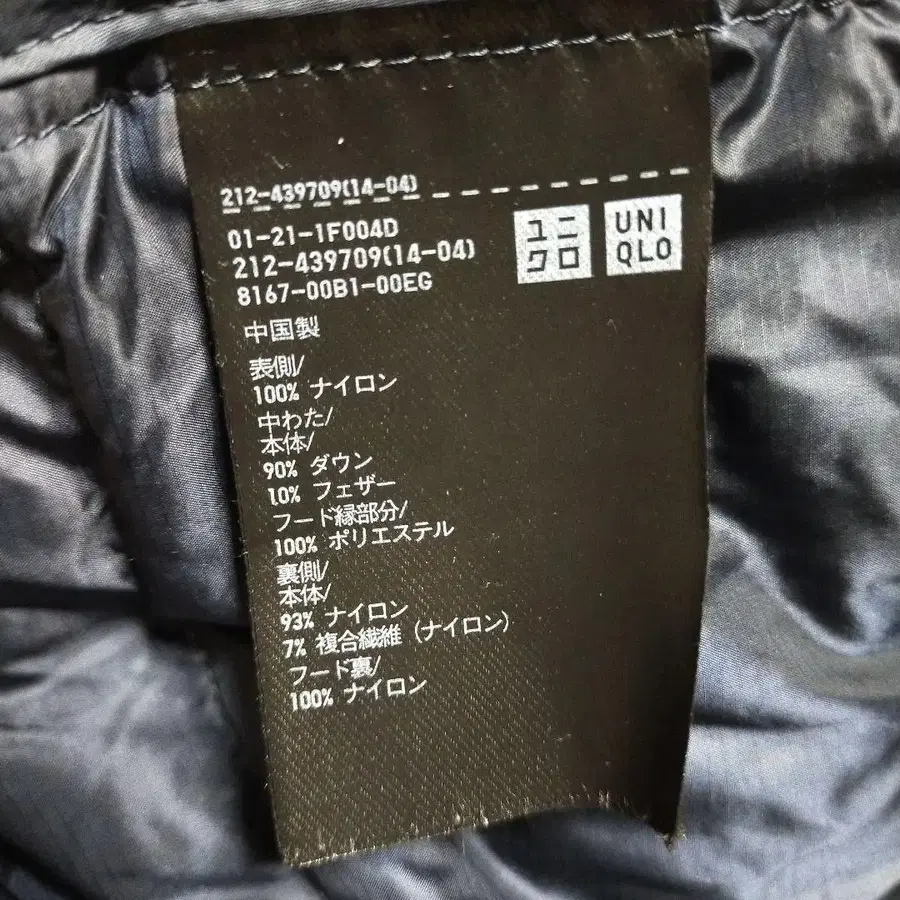 212-439709(14-04)
ユニ
クロ
UNI
QLO
01-21-1F004D
212-439709(14-04)
8167-00B1-00EG
中国製
表側/
100% ナイロン
中わた/
本体/
90% ダウン
10% フェザー
フード縁部分/
100% ポリエステル
裏側/
本体/
93% ナイロン
7% 複合繊維 (ナイロン)
フード裏/
100% ナイロン